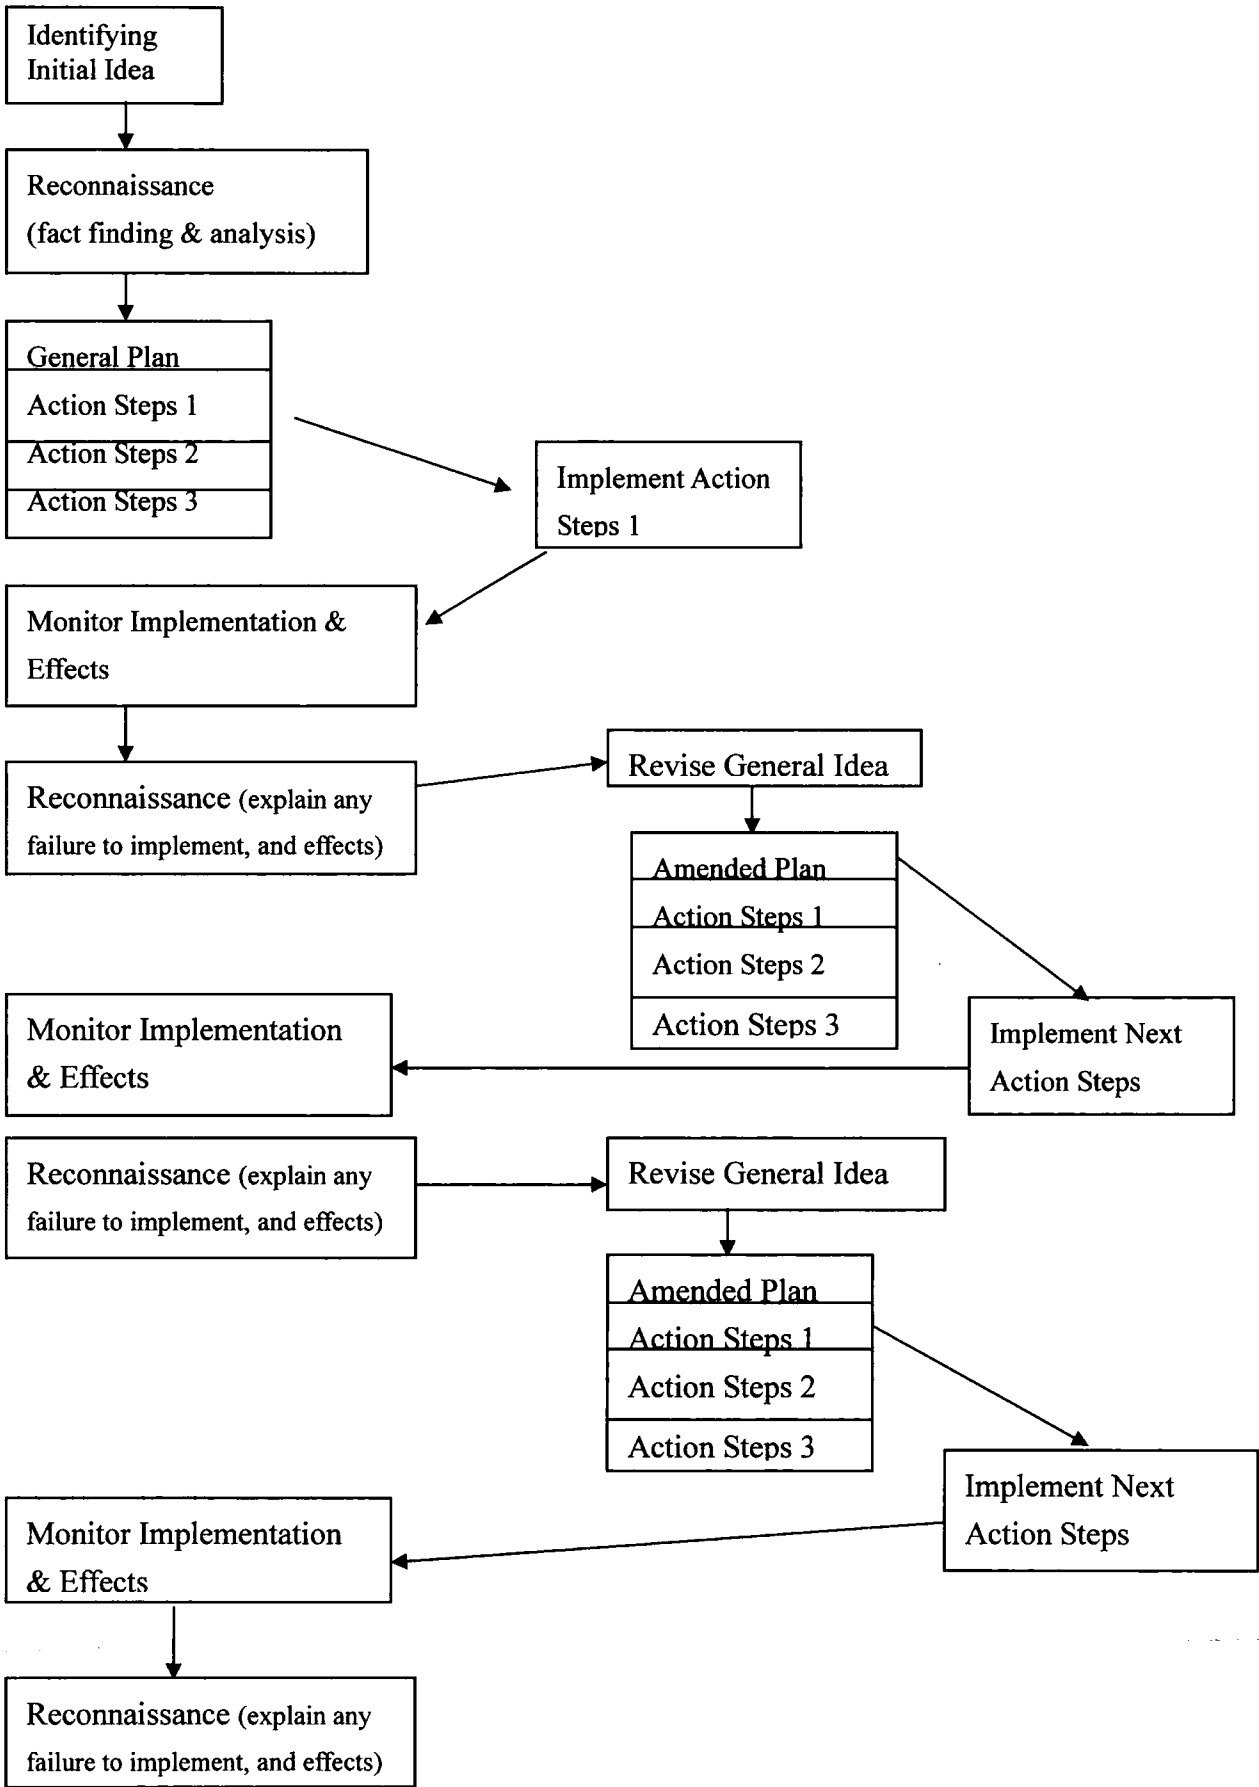 Identifying
Initial Idea
Reconnaissance
(fact finding & analysis)
General Plan
Action Steps 1
Action Steps 2
Action Steps 3
Implement Action
Steps 1
Monitor Implementation &
Effects
Reconnaissance (explain any
failure to implement, and effects)
Revise General Idea
Amended Plan
Action Steps 1
Action Steps 2
Action Steps 3
Implement Next
Action Steps
Monitor Implementation
& Effects
Reconnaissance (explain any
failure to implement, and effects)
Revise General Idea
Amended Plan
Action Steps 1
Action Steps 2
Action Steps 3
Implement Next
Action Steps
Monitor Implementation
& Effects
Reconnaissance (explain any
failure to implement, and effects)